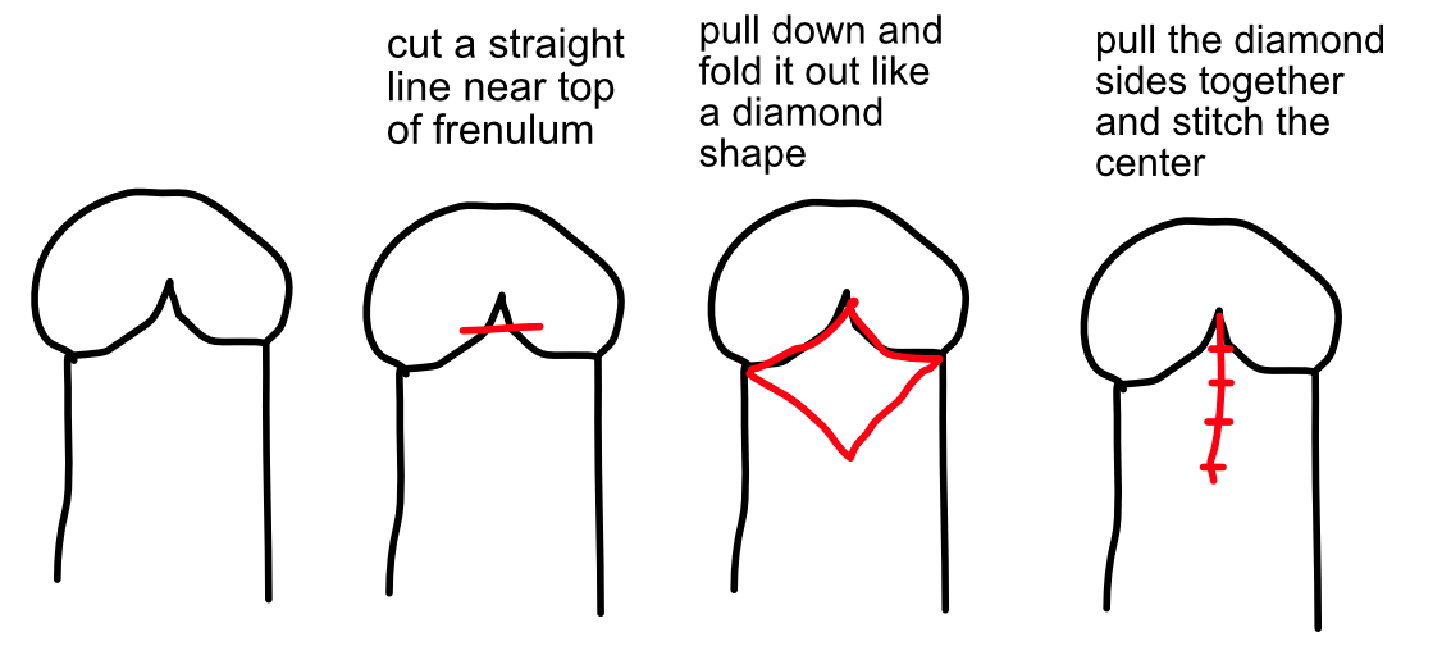 cut a straight
line near top
of frenulum
pull down and
fold it out like
a diamond
shape
pull the diamond
sides together
and stitch the
center